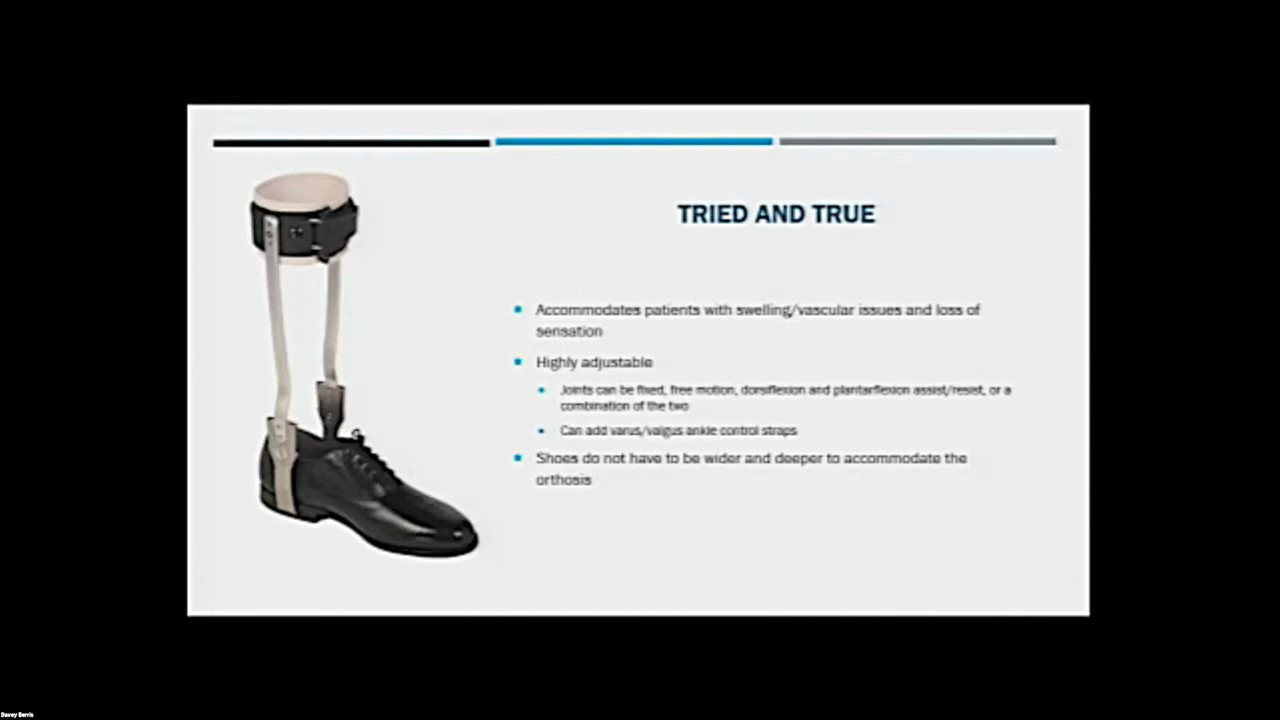 TRIED AND TRUE
Accommodates patients with swelling/vascular issues and loss of
sensation
Highly adjustable
Joints can be fixed, free motion, dorsiflexion and plantarflexion assist/resist, or a
combination of the two
Can add varus/valgus ankle control straps
Shoes do not have to be wider and deeper to accommodate the
orthosis
Davey Berris